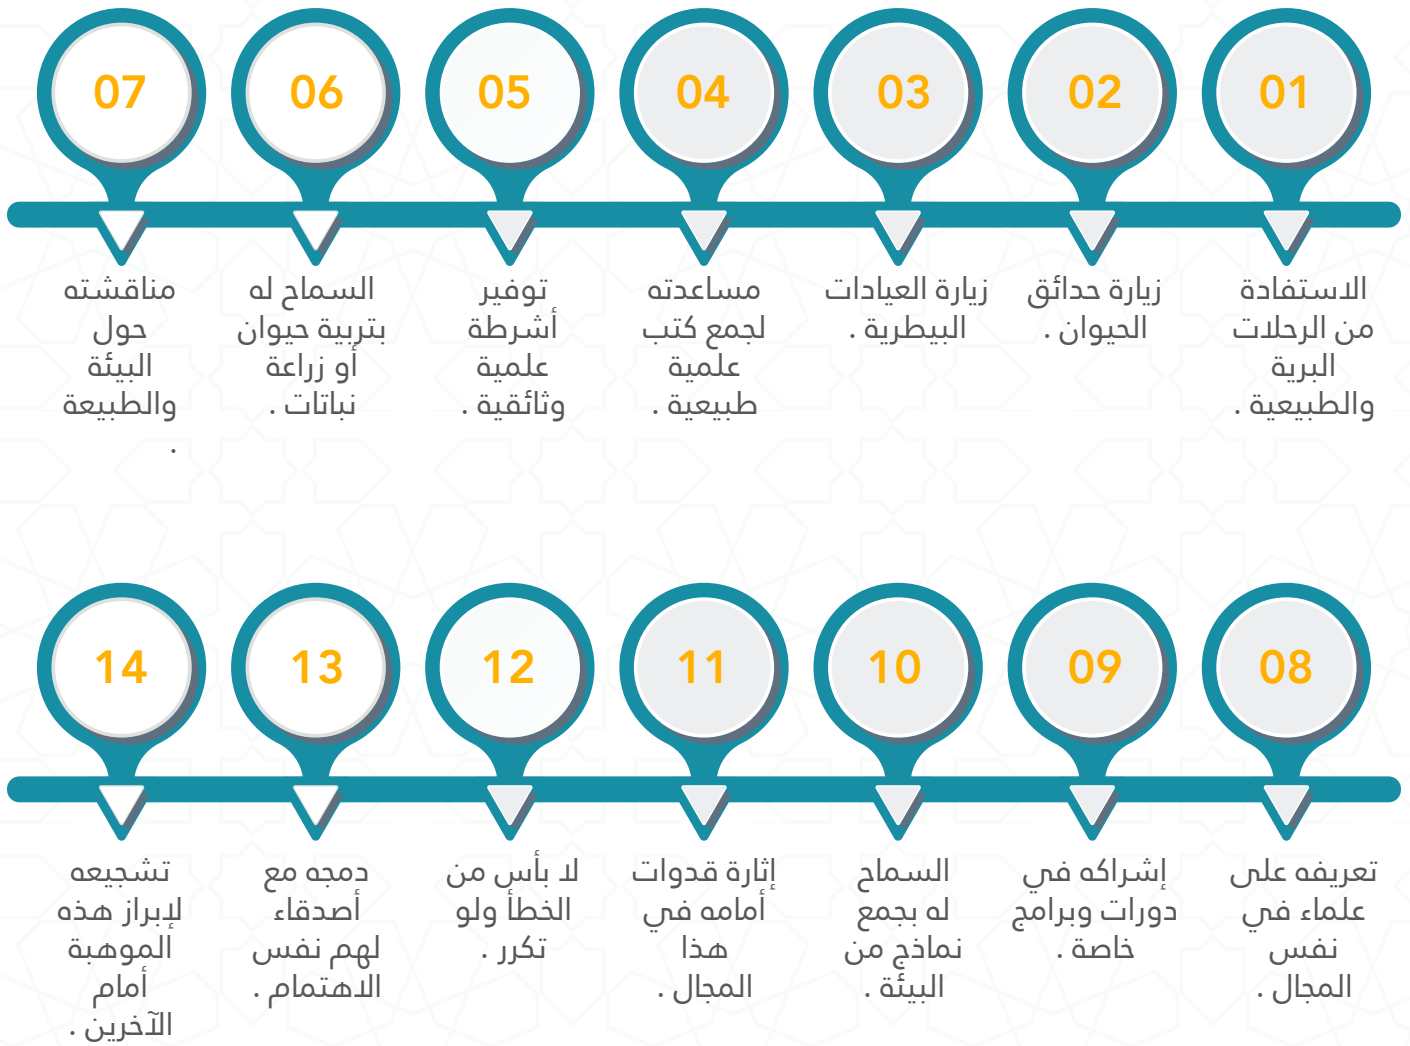 01
الاستفادة
من الرحلات
البرية
والطبيعية .
02
زيارة حدائق
الحيوان .
03
زيارة العيادات
البيطرية .
04
مساعدته
لجمع كتب
علمية
طبيعية .
05
توفير
أشرطة
علمية
وثائقية .
06
السماح له
بتربية حيوان
أو زراعة
نباتات .
07
مناقشته
حول
البيئة
والطبيعة
.
08
تعريفه على
علماء في
نفس
المجال .
09
إشراكه في
دورات وبرامج
خاصة .
10
السماح
له بجمع
نماذج من
البيئة .
11
إثارة قدوات
أمامه في
هذا
المجال .
12
لا بأس من
الخطأ ولو
تكرر .
13
دمجه مع
أصدقاء
لهم نفس
الاهتمام .
14
تشجيعه
لإبراز هذه
الموهبة
أمام
الآخرين .